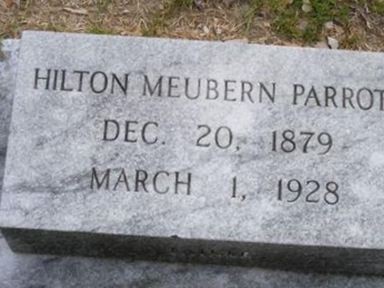 HILTON MEUBERN PARROT
DEC. 20, 1879
MARCH 1, 1928